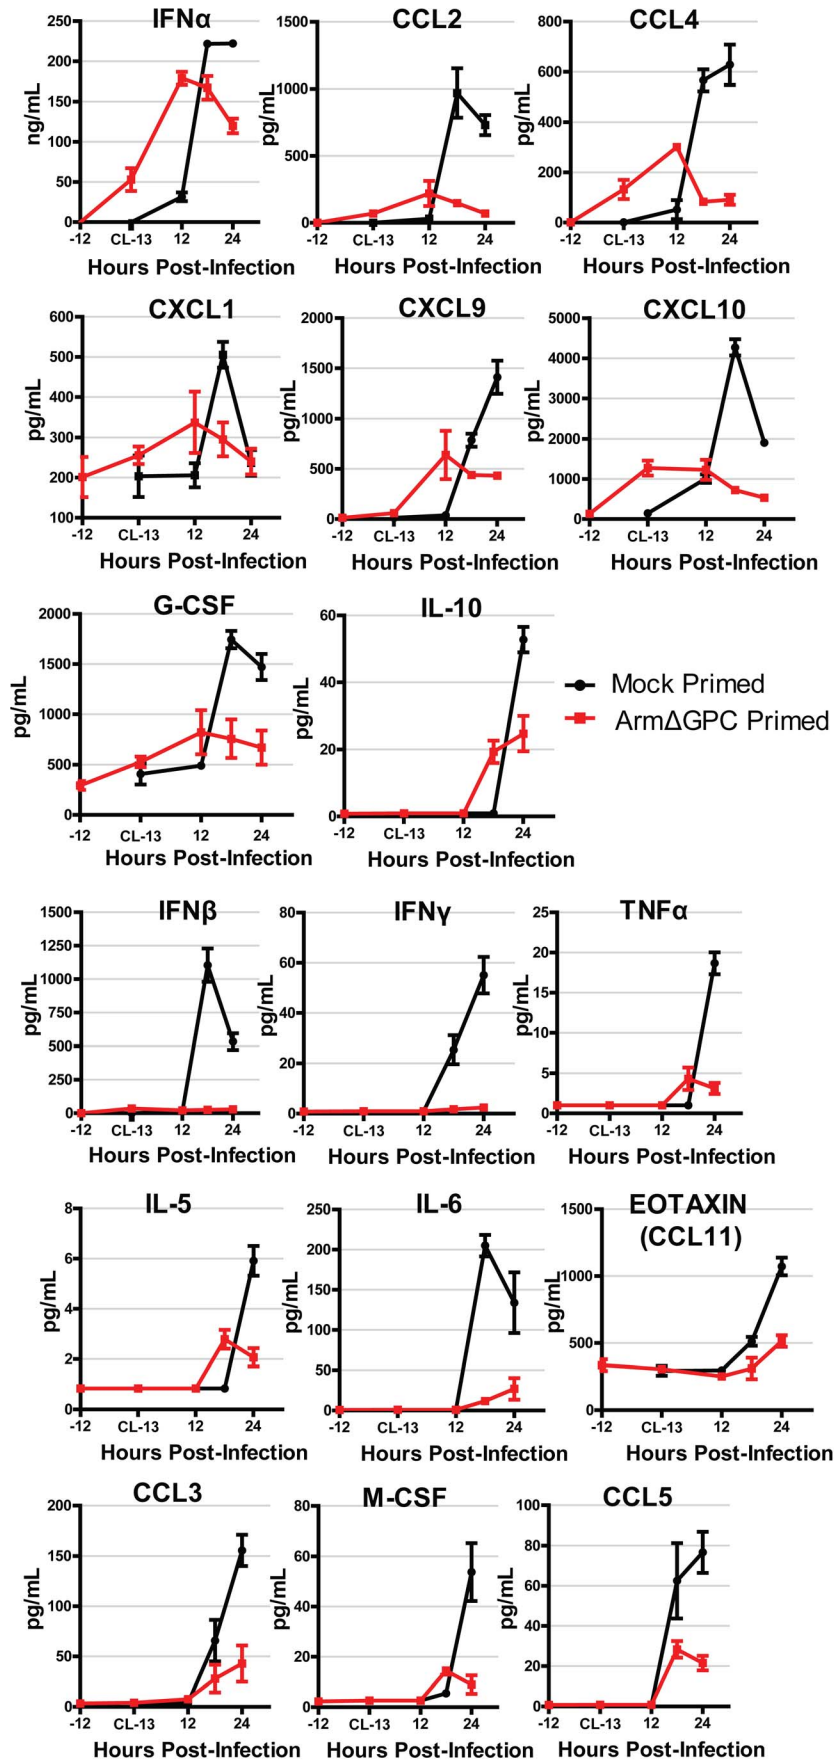 IFNα
CCL2
CCL4
250
200
150
100
50
0
ng/mL
-12
CL-13
12
24
Hours Post-Infection
1500
1000
500
0
pg/mL
-12
CL-13
12
24
Hours Post-Infection
800
600
400
200
0
pg/mL
-12
CL-13
12
24
Hours Post-Infection
CXCL1
CXCL9
CXCL10
600
500
400
300
200
100
pg/mL
-12
CL-13
12
24
Hours Post-Infection
2000
1500
1000
500
0
pg/mL
-12
CL-13
12
24
Hours Post-Infection
5000
4000
3000
2000
1000
0
pg/mL
-12
CL-13
12
24
Hours Post-Infection
G-CSF
IL-10
2000
1500
1000
500
0
pg/mL
-12
CL-13
12
24
Hours Post-Infection
60
40
20
0
pg/mL
-12
CL-13
12
24
Hours Post-Infection
Mock Primed
ArmΔGPC Primed
IFNβ
IFNγ
TNFα
1500
1250
1000
750
500
250
0
pg/mL
-12
CL-13
12
24
Hours Post-Infection
80
60
40
20
0
pg/mL
-12
CL-13
12
24
Hours Post-Infection
25
20
15
10
5
0
pg/mL
-12
CL-13
12
24
Hours Post-Infection
IL-5
IL-6
EOTAXIN
(CCL11)
8
6
4
2
0
pg/mL
-12
CL-13
12
24
Hours Post-Infection
250
200
150
100
50
0
pg/mL
-12
CL-13
12
24
Hours Post-Infection
1500
1000
500
0
pg/mL
-12
CL-13
12
24
Hours Post-Infection
CCL3
M-CSF
CCL5
200
150
100
50
0
pg/mL
-12
CL-13
12
24
Hours Post-Infection
80
60
40
20
0
pg/mL
-12
CL-13
12
24
Hours Post-Infection
100
80
60
40
20
0
pg/mL
-12
CL-13
12
24
Hours Post-Infection